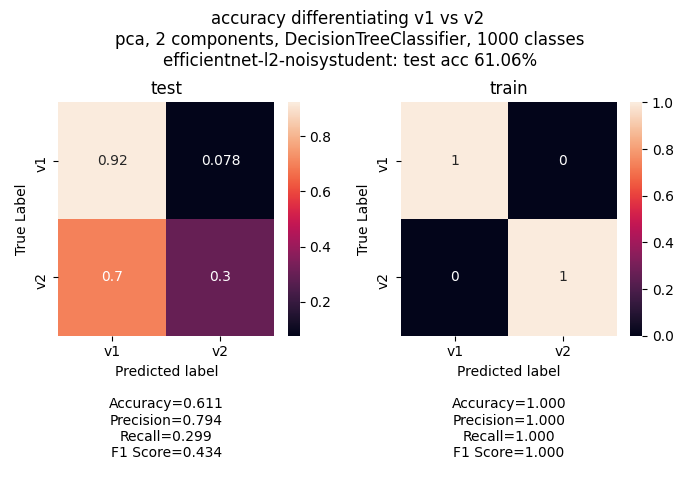 accuracy differentiating v1 vs v2
pca, 2 components, DecisionTreeClassifier, 1000 classes
efficientnet-l2-noisystudent: test acc 61.06%
test
True Label
v1
v2
0.92
0.078
0.7
0.3
v1
v2
Predicted label
0.8
0.6
0.4
0.2
Accuracy=0.611
Precision=0.794
Recall=0.299
F1 Score=0.434
train
True Label
v1
v2
1
0
0
1
v1
v2
Predicted label
1.0
0.8
0.6
0.4
0.2
0.0
Accuracy=1.000
Precision=1.000
Recall=1.000
F1 Score=1.000